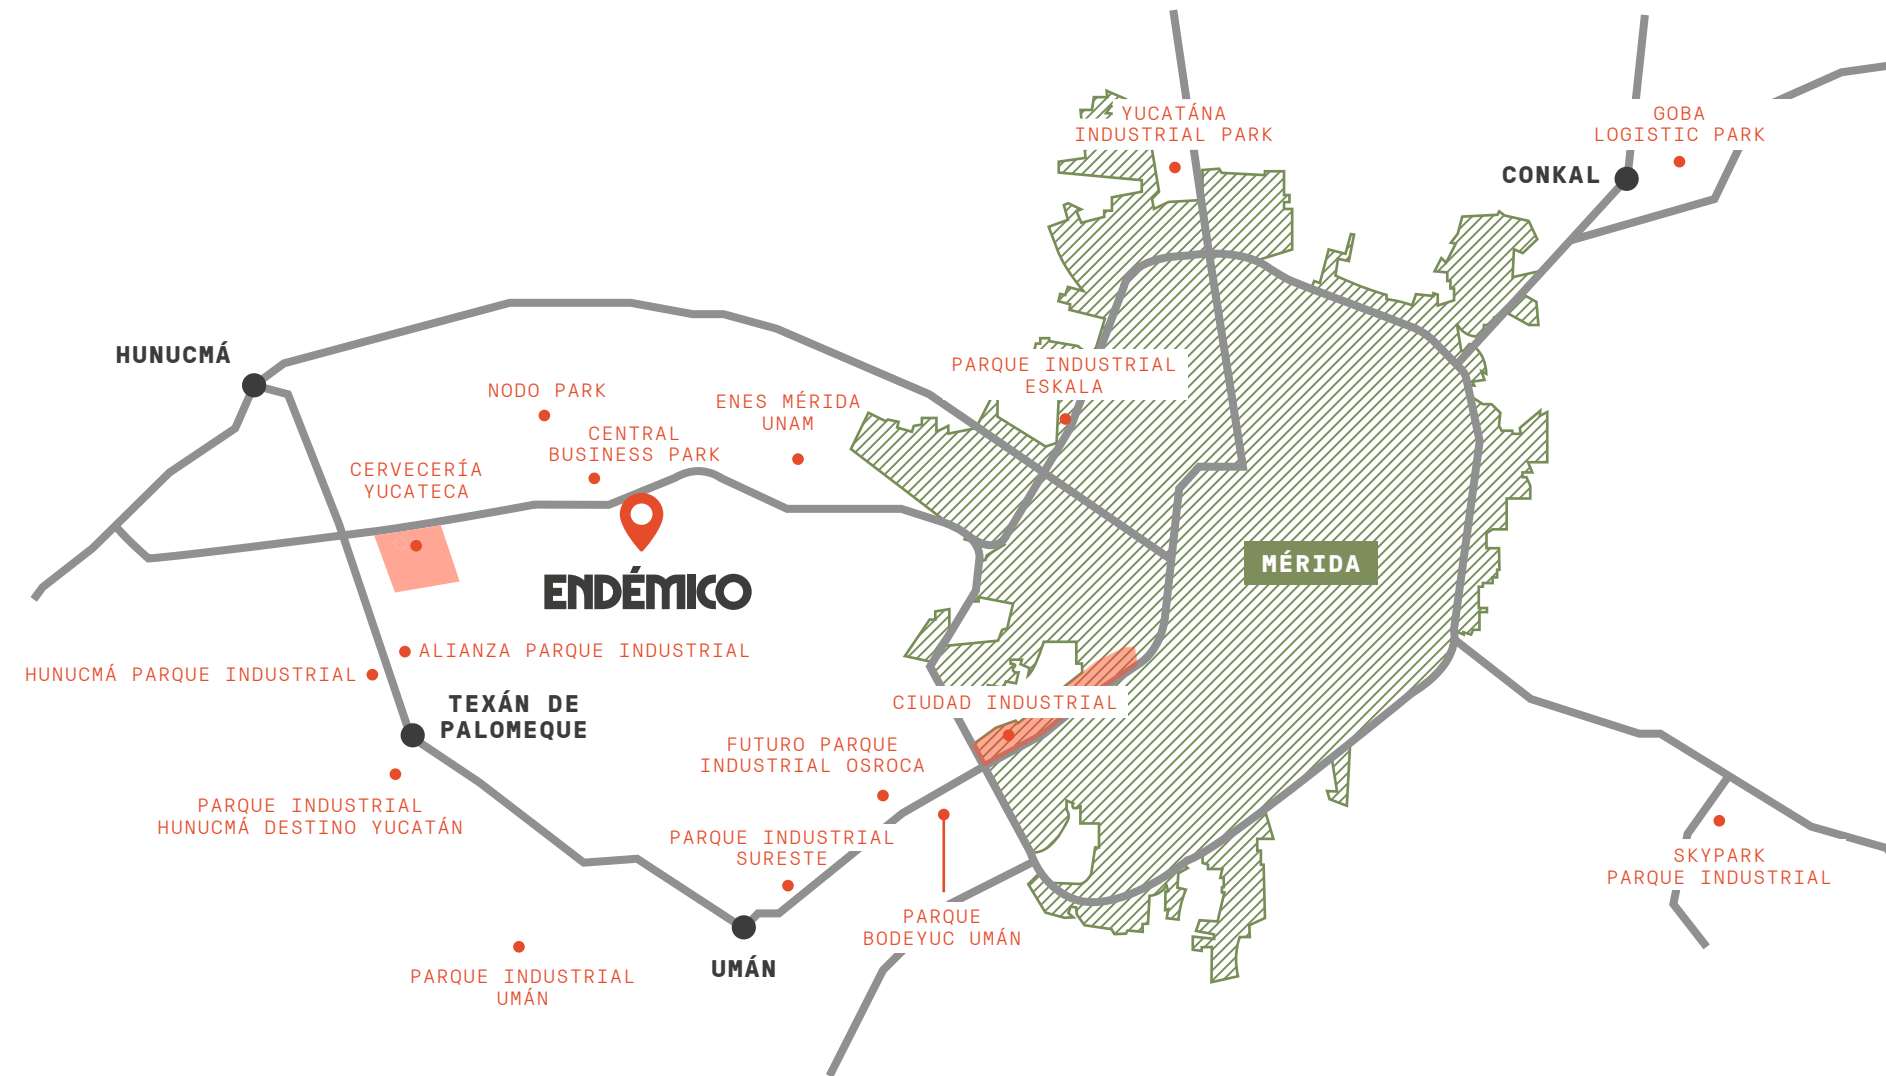 YUCATÁNA
INDUSTRIAL PARK
GOBA
LOGISTIC PARK
CONKAL
HUNUCMÁ
PARQUE INDUSTRIAL
ESKALA
NODO PARK
ENES MÉRIDA
UNAM
CENTRAL
BUSINESS PARK
CERVECERÍA
YUCATECA
MÉRIDA
ENDÉMICO
ALIANZA PARQUE INDUSTRIAL
HUNUCMÁ PARQUE INDUSTRIAL
TEXÁN DE
PALOMEQUE
CIUDAD INDUSTRIAL
FUTURO PARQUE
INDUSTRIAL OSROCA
PARQUE INDUSTRIAL
HUNUCMÁ DESTINO YUCATÁN
PARQUE INDUSTRIAL
SURESTE
SKYPARK
PARQUE INDUSTRIAL
PARQUE
BODEYUC UMÁN
UMÁN
PARQUE INDUSTRIAL
UMÁN